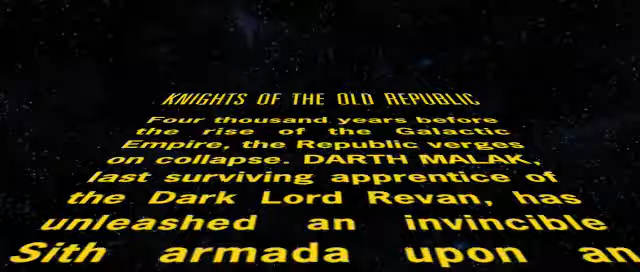 KNIGHTS OF THE OLD REPUBLIC
Four thousand years before
the rise of the Galactic
Empire, the Republic verges
on collapse. DARTH MALAK,
last surviving apprentice of
the Dark Lord Revan, has
unleashed an invincible
Sith armada upon an